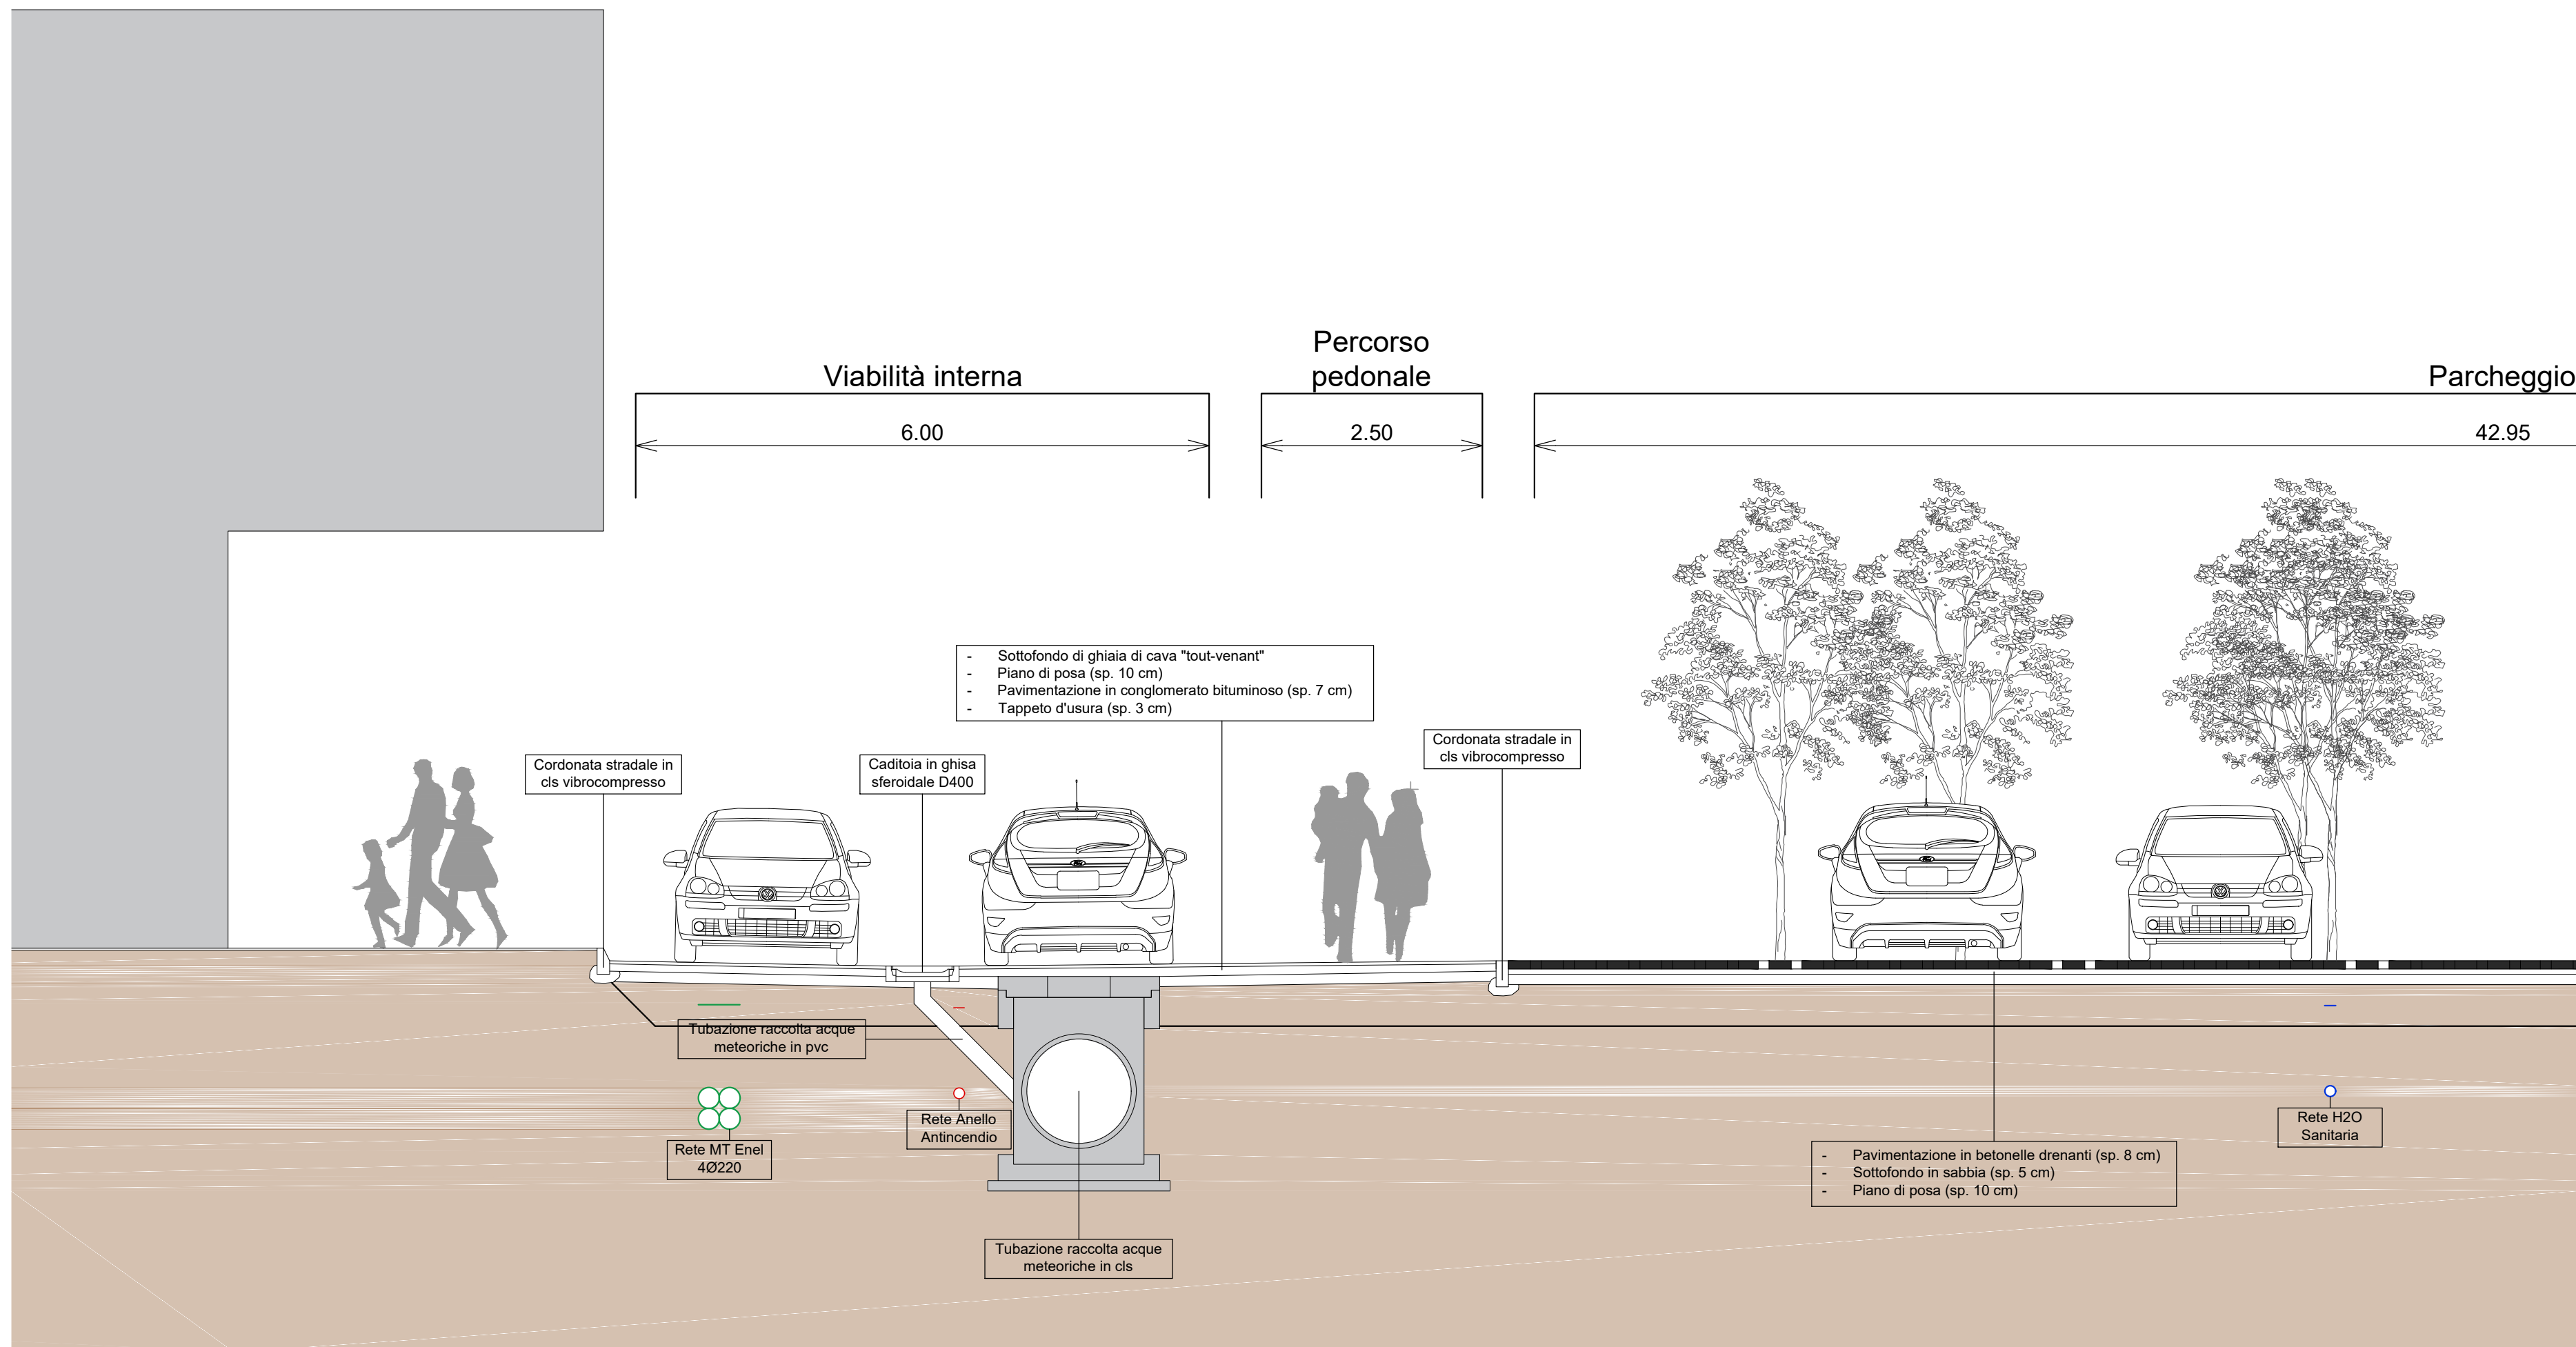 Percorso
pedonale
Viabilità interna
Parcheggio
6.00
2.50
42.95
- Sottofondo di ghiaia di cava "tout-venant"
- Piano di posa (sp. 10 cm)
- Pavimentazione in conglomerato bituminoso (sp. 7 cm)
- Tappeto d'usura (sp. 3 cm)
Cordonata stradale in
cls vibrocompresso
Caditoia in ghisa
sferoidale D400
Cordonata stradale in
cls vibrocompresso
Tubazione raccolta acque
meteoriche in pvc
Rete Anello
Antincendio
Rete MT Enel
4Ø220
Rete H2O
Sanitaria
- Pavimentazione in betonelle drenanti (sp. 8 cm)
- Sottofondo in sabbia (sp. 5 cm)
- Piano di posa (sp. 10 cm)
Tubazione raccolta acque
meteoriche in cls